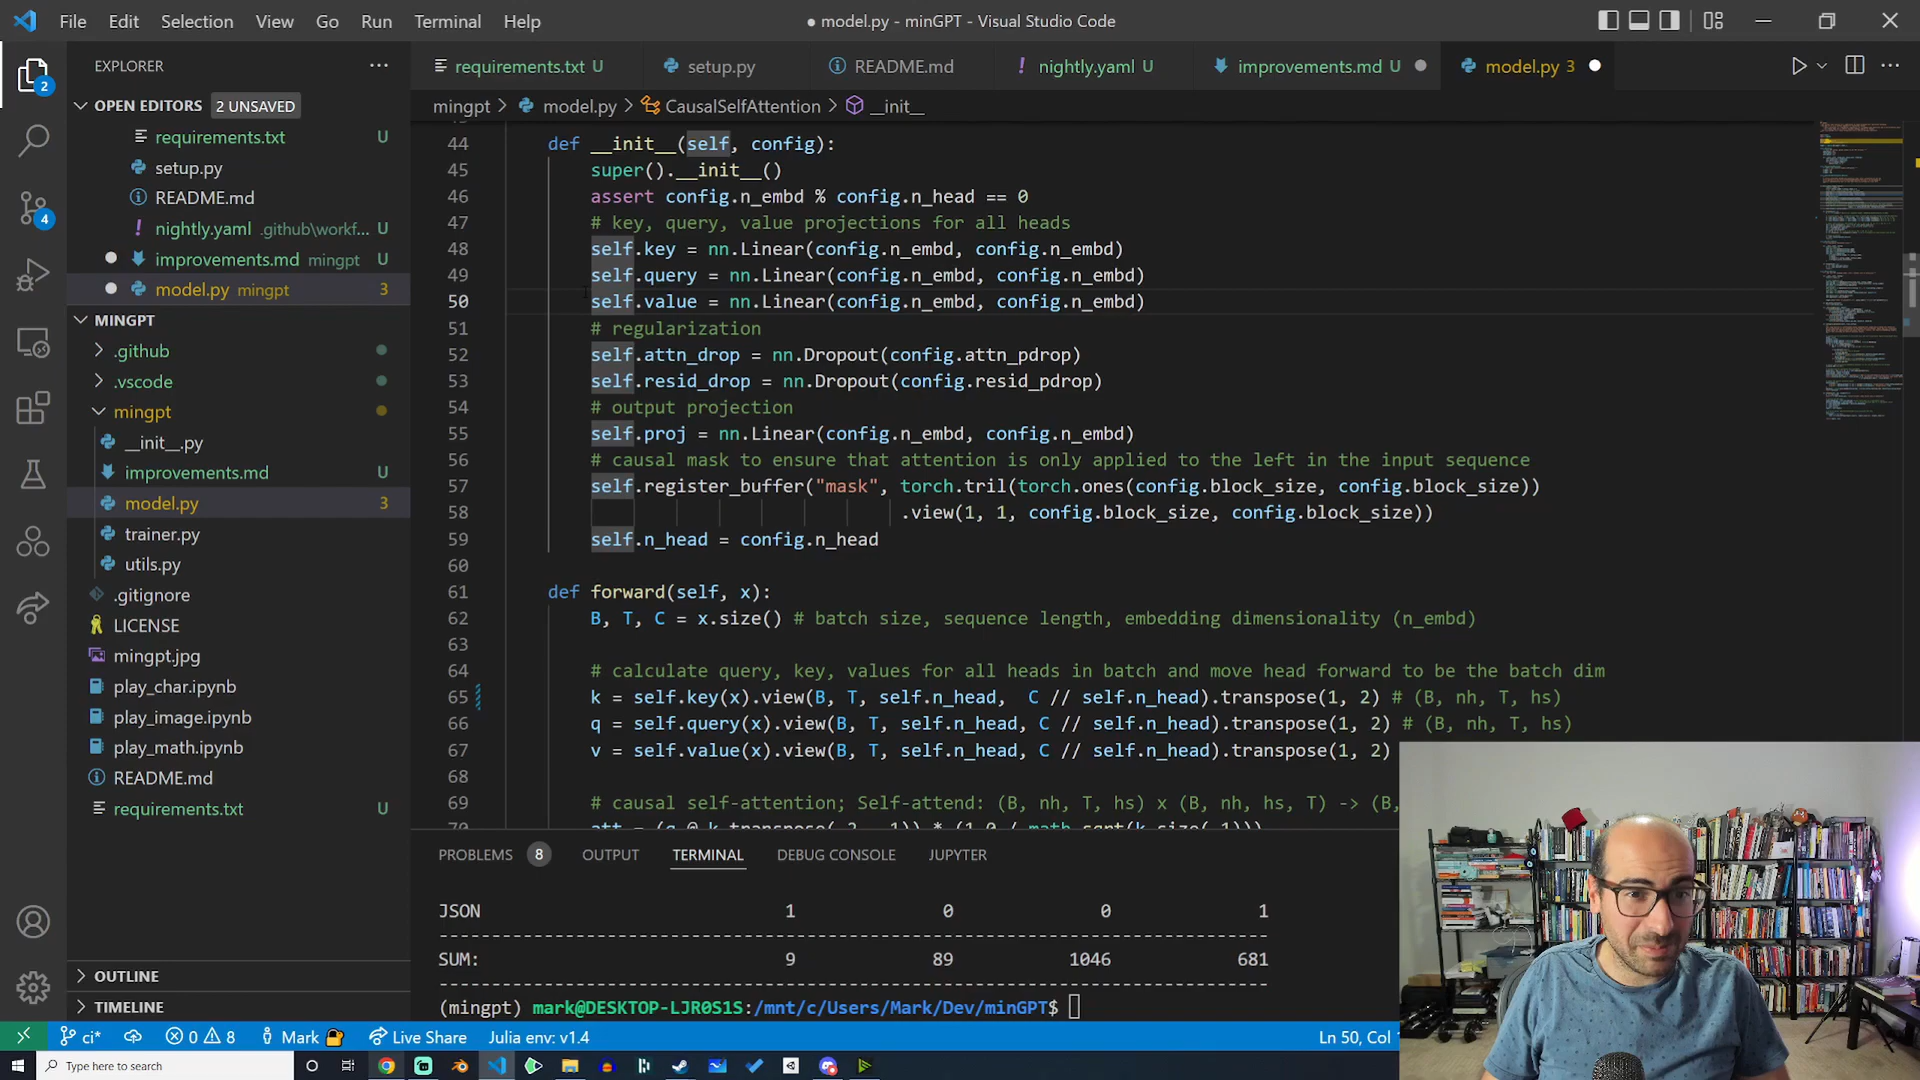 File Edit Selection View Go Run Terminal Help
● model.py - minGPT - Visual Studio Code
EXPLORER
requirements.txt U
setup.py
README.md
nightly.yaml U
improvements.md U
model.py 3
OPEN EDITORS 2 UNSAVED
mingpt > model.py > CausalSelfAttention > __init__
requirements.txt U
setup.py
README.md
nightly.yaml .github\workf... U
improvements.md mingpt U
model.py mingpt 3
MINGPT
.github
.vscode
mingpt
__init__.py
improvements.md U
model.py 3
trainer.py
utils.py
.gitignore
LICENSE
mingpt.jpg
play_char.ipynb
play_image.ipynb
play_math.ipynb
README.md
requirements.txt U
OUTLINE
TIMELINE
2
4
44 def __init__(self, config):
45 super().__init__()
46 assert config.n_embd % config.n_head == 0
47 # key, query, value projections for all heads
48 self.key = nn.Linear(config.n_embd, config.n_embd)
49 self.query = nn.Linear(config.n_embd, config.n_embd)
50 self.value = nn.Linear(config.n_embd, config.n_embd)
51 # regularization
52 self.attn_drop = nn.Dropout(config.attn_pdrop)
53 self.resid_drop = nn.Dropout(config.resid_pdrop)
54 # output projection
55 self.proj = nn.Linear(config.n_embd, config.n_embd)
56 # causal mask to ensure that attention is only applied to the left in the input sequence
57 self.register_buffer("mask", torch.tril(torch.ones(config.block_size, config.block_size))
58 .view(1, 1, config.block_size, config.block_size))
59 self.n_head = config.n_head
60
61 def forward(self, x):
62 B, T, C = x.size() # batch size, sequence length, embedding dimensionality (n_embd)
63
64 # calculate query, key, values for all heads in batch and move head forward to be the batch dim
65 k = self.key(x).view(B, T, self.n_head, C // self.n_head).transpose(1, 2) # (B, nh, T, hs)
66 q = self.query(x).view(B, T, self.n_head, C // self.n_head).transpose(1, 2) # (B, nh, T, hs)
67 v = self.value(x).view(B, T, self.n_head, C // self.n_head).transpose(1, 2)
68
69 # causal self-attention; Self-attend: (B, nh, T, hs) x (B, nh, hs, T) -> (B,
70 att = (q @ k.transpose(-2, -1)) * (1.0 / math.sqrt(k.size(-1)))
PROBLEMS 8 OUTPUT TERMINAL DEBUG CONSOLE JUPYTER
JSON 1 0 0 1
--------------------------------------------------------------------------------
SUM: 9 89 1046 681
--------------------------------------------------------------------------------
(mingpt) mark@DESKTOP-LJR0S1S:/mnt/c/Users/Mark/Dev/minGPT$
ci* 0 8 Mark Live Share Julia env: v1.4 Ln 50, Col
Type here to search